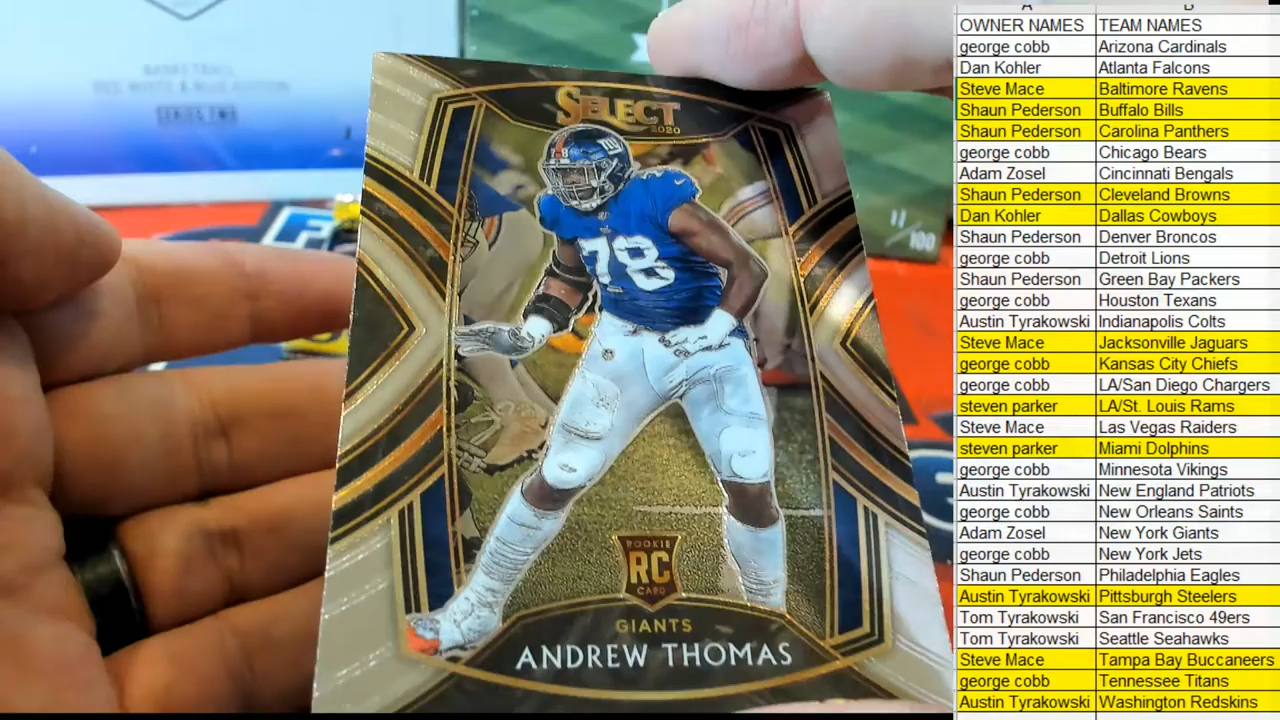 SELECT
2020
78
78
ROOKIE
RC
CARD
GIANTS
ANDREW THOMAS
BASKETBALL
RED WHITE & BLUE EDITION
SERIES TWO
11/100
OWNER NAMES TEAM NAMES
george cobb Arizona Cardinals
Dan Kohler Atlanta Falcons
Steve Mace Baltimore Ravens
Shaun Pederson Buffalo Bills
Shaun Pederson Carolina Panthers
george cobb Chicago Bears
Adam Zosel Cincinnati Bengals
Shaun Pederson Cleveland Browns
Dan Kohler Dallas Cowboys
Shaun Pederson Denver Broncos
george cobb Detroit Lions
Shaun Pederson Green Bay Packers
george cobb Houston Texans
Austin Tyrakowski Indianapolis Colts
Steve Mace Jacksonville Jaguars
george cobb Kansas City Chiefs
george cobb LA/San Diego Chargers
steven parker LA/St. Louis Rams
Steve Mace Las Vegas Raiders
steven parker Miami Dolphins
george cobb Minnesota Vikings
Austin Tyrakowski New England Patriots
george cobb New Orleans Saints
Adam Zosel New York Giants
george cobb New York Jets
Shaun Pederson Philadelphia Eagles
Austin Tyrakowski Pittsburgh Steelers
Tom Tyrakowski San Francisco 49ers
Tom Tyrakowski Seattle Seahawks
Steve Mace Tampa Bay Buccaneers
george cobb Tennessee Titans
Austin Tyrakowski Washington Redskins